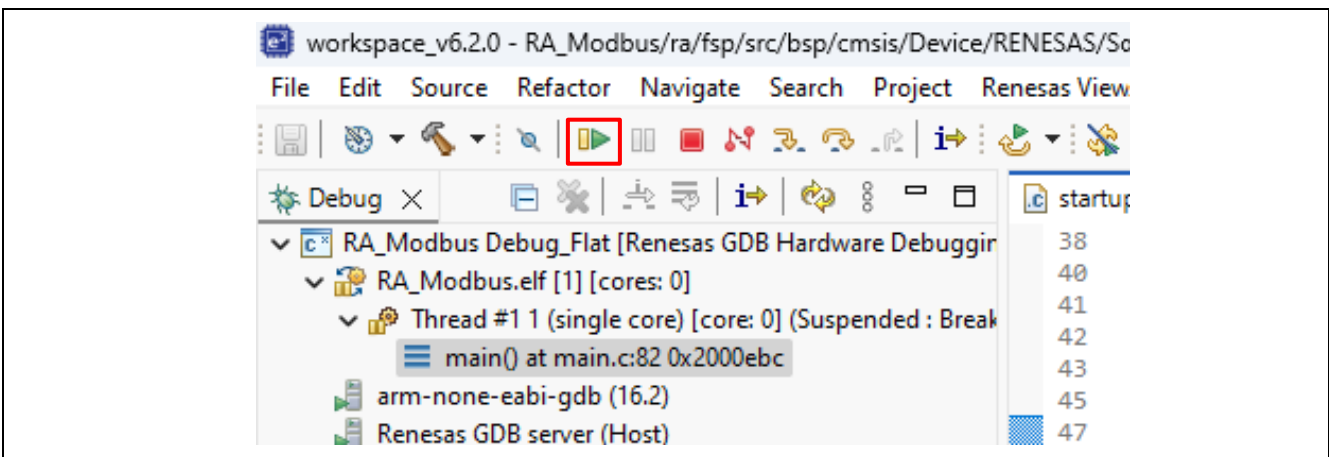 workspace_v6.2.0 - RA_Modbus/ra/fsp/src/bsp/cmsis/Device/RENESAS/So
File Edit Source Refactor Navigate Search Project Renesas View
Debug
startup
RA_Modbus Debug_Flat [Renesas GDB Hardware Debuggin
38
RA_Modbus.elf [1] [cores: 0]
40
Thread #1 1 (single core) [core: 0] (Suspended : Break
41
42
main() at main.c:82 0x2000ebc
43
arm-none-eabi-gdb (16.2)
45
Renesas GDB server (Host)
47